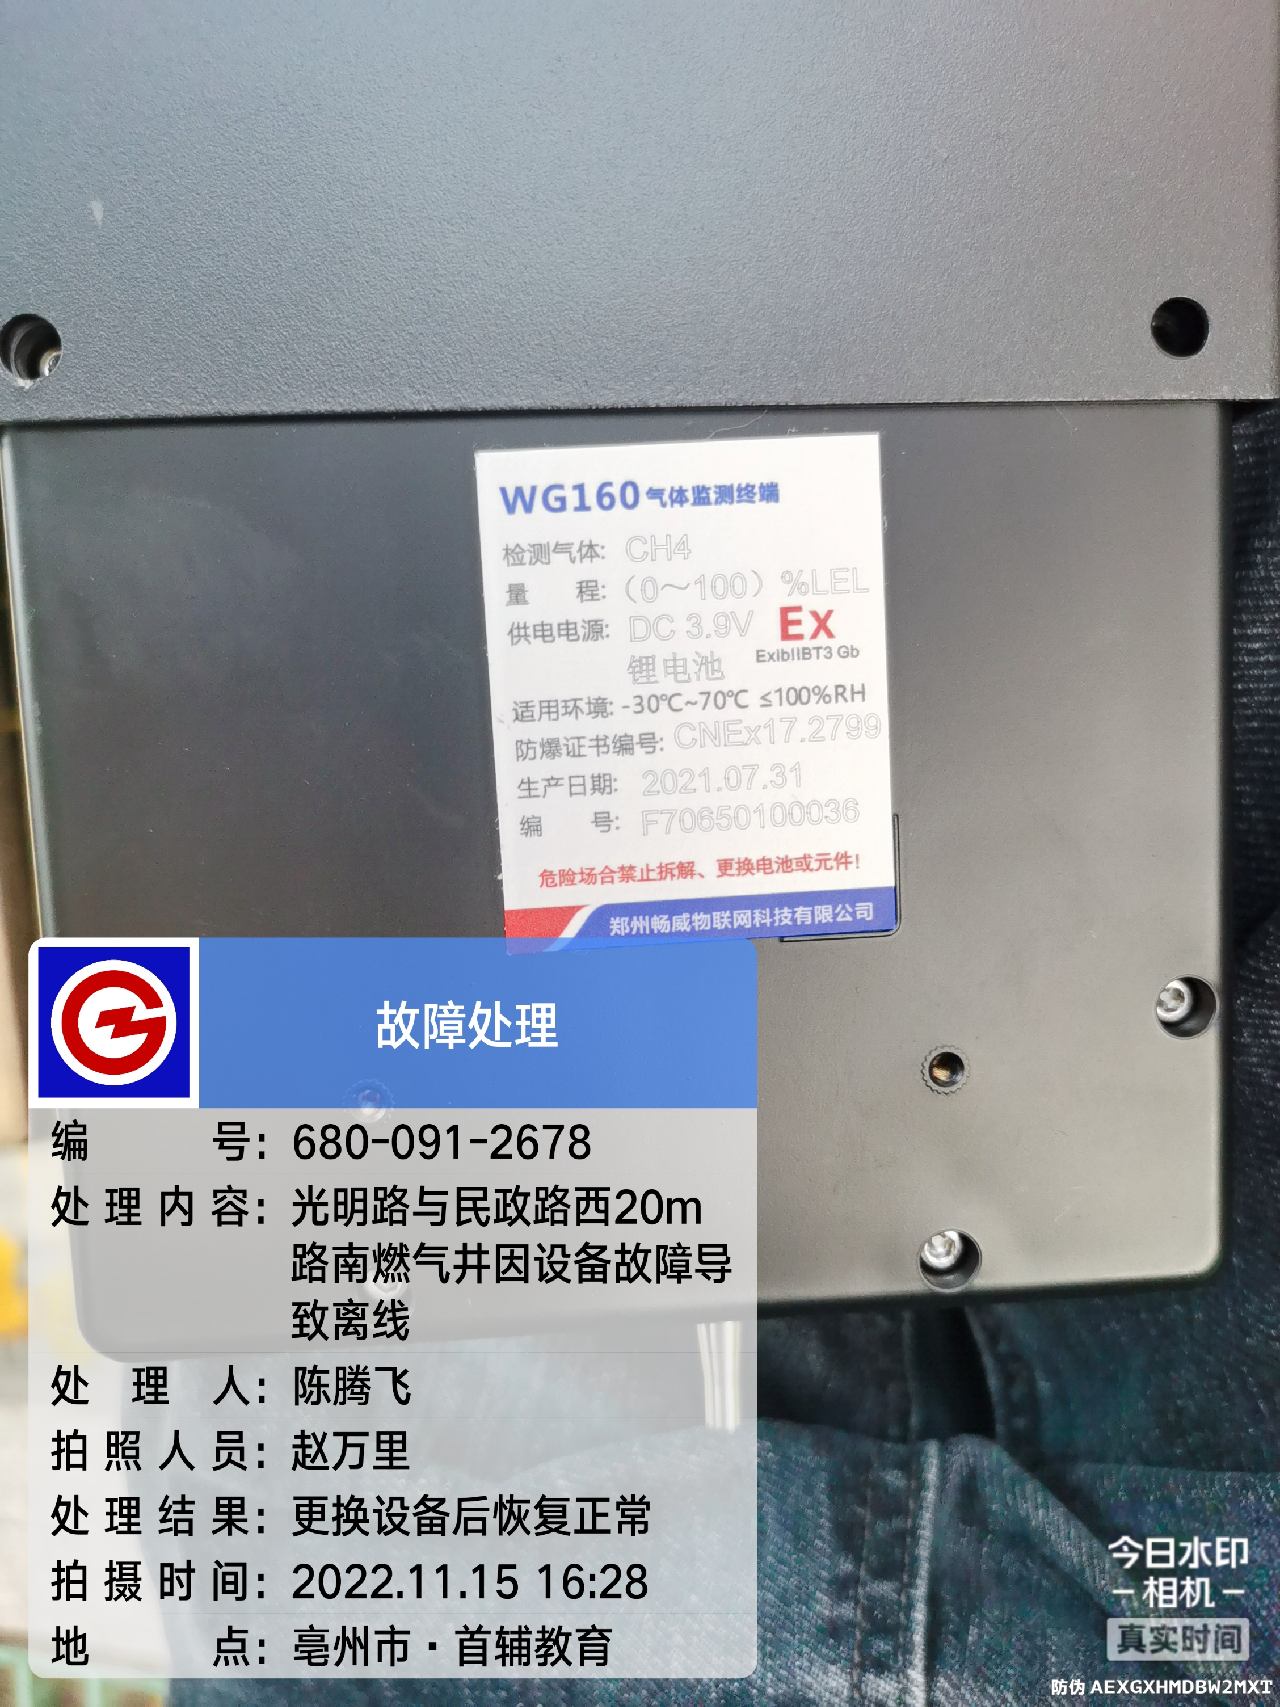 WG160气体监测终端
检测气体: CH4
量 程: (0～100) %LEL
供电电源: DC 3.9V Ex
锂电池 ExibIIBT3 Gb
适用环境: -30℃~70℃ ≤100%RH
防爆证书编号: CNEx17.2799
生产日期: 2021.07.31
编 号: F70650100036
危险场合禁止拆解、更换电池或元件!
郑州畅威物联网科技有限公司
故障处理
编 号: 680-091-2678
处理内容: 光明路与民政路西20m
路南燃气井因设备故障导
致离线
处 理 人: 陈腾飞
拍照人员: 赵万里
处理结果: 更换设备后恢复正常
拍摄时间: 2022.11.15 16:28
地 点: 亳州市·首辅教育
今日水印
-相机-
真实时间
防伪 AEXGXHMDBW2MXT